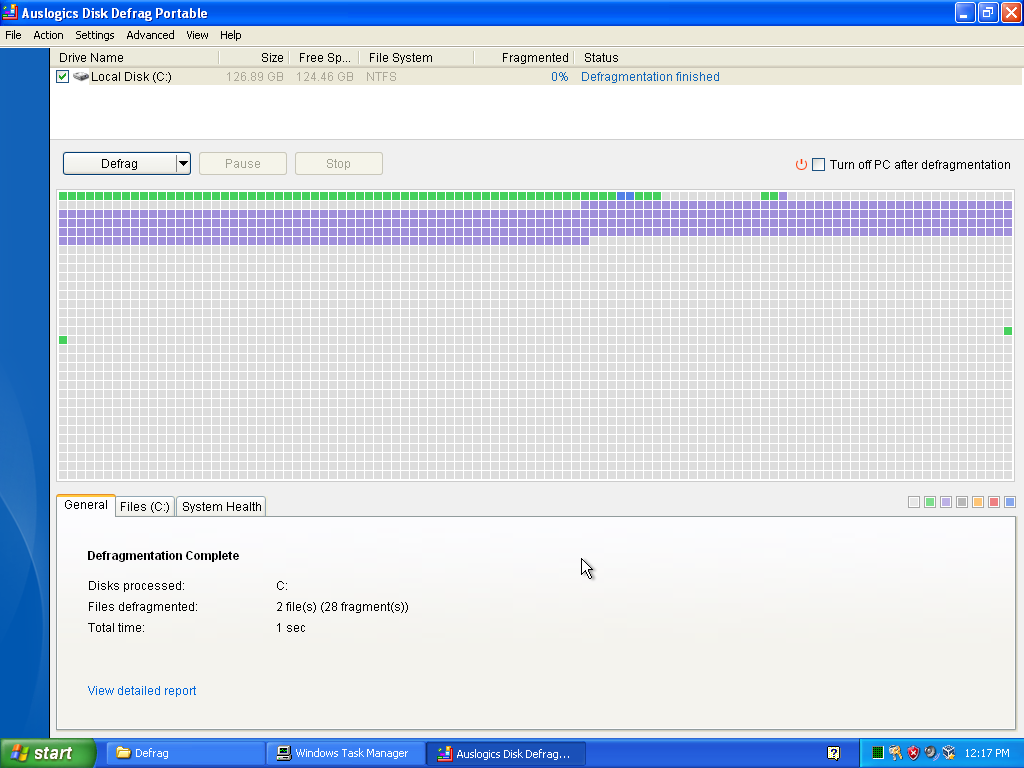 Auslogics Disk Defrag Portable
File Action Settings Advanced View Help
Drive Name Size Free Sp... File System Fragmented Status
Local Disk (C:) 126.89 GB 124.46 GB NTFS 0% Defragmentation finished
Defrag Pause Stop Turn off PC after defragmentation
General Files (C:) System Health
Defragmentation Complete
Disks processed: C:
Files defragmented: 2 file(s) (28 fragment(s))
Total time: 1 sec
View detailed report
start Defrag Windows Task Manager Auslogics Disk Defrag... 12:17 PM